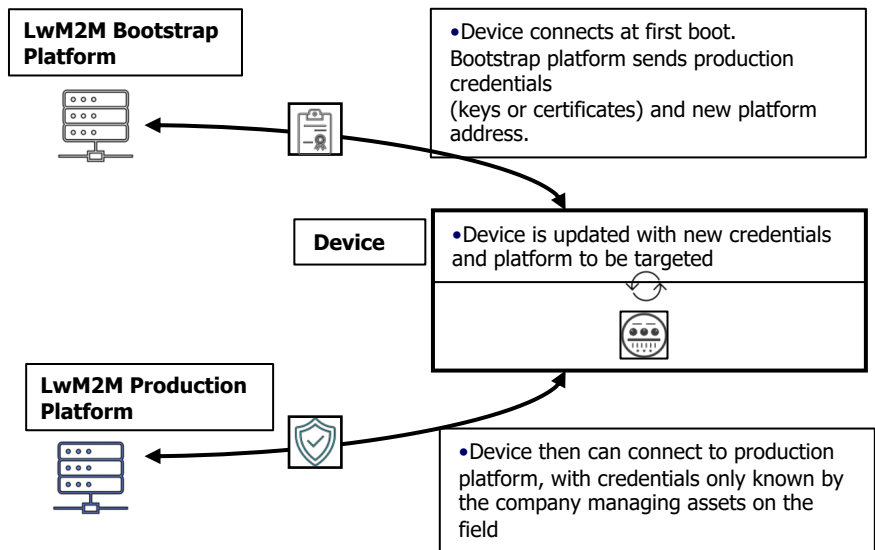 LwM2M Bootstrap
Platform
•Device connects at first boot.
Bootstrap platform sends production
credentials
(keys or certificates) and new platform
address.
Device
•Device is updated with new credentials
and platform to be targeted
LwM2M Production
Platform
•Device then can connect to production
platform, with credentials only known by
the company managing assets on the
field